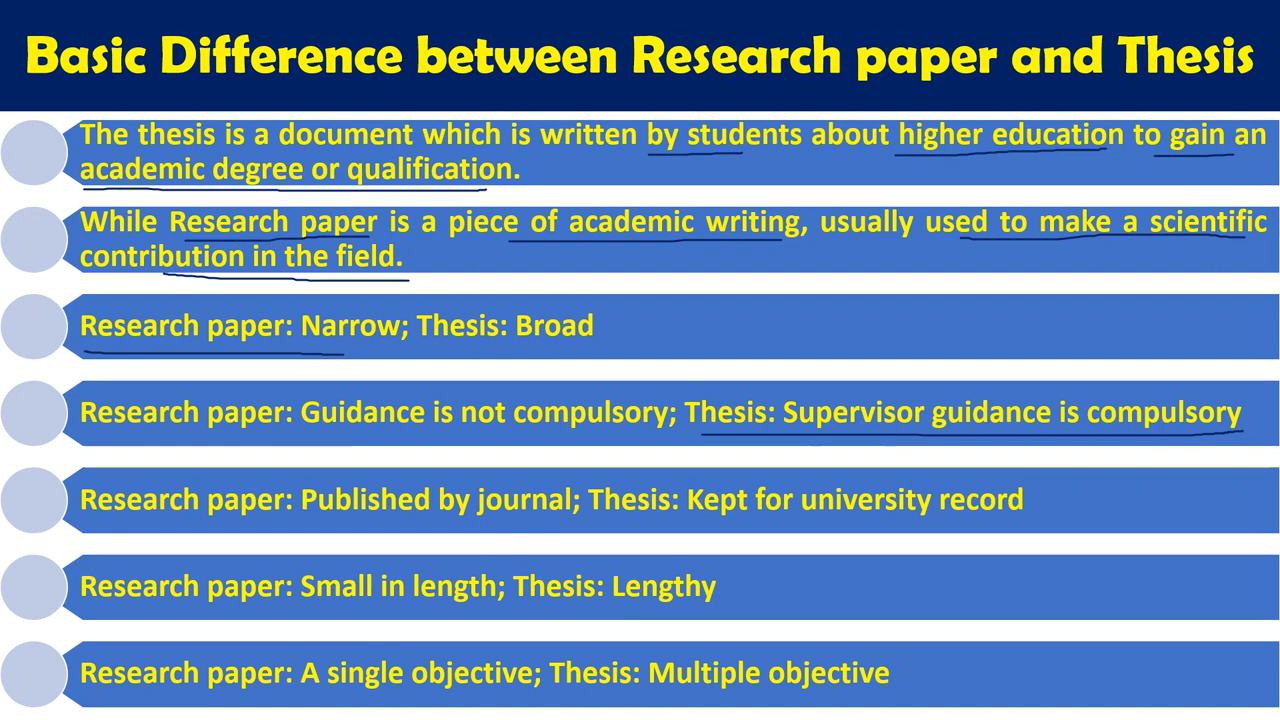 Basic Difference between Research paper and Thesis
The thesis is a document which is written by students about higher education to gain an
academic degree or qualification.
While Research paper is a piece of academic writing, usually used to make a scientific
contribution in the field.
Research paper: Narrow; Thesis: Broad
Research paper: Guidance is not compulsory; Thesis: Supervisor guidance is compulsory
Research paper: Published by journal; Thesis: Kept for university record
Research paper: Small in length; Thesis: Lengthy
Research paper: A single objective; Thesis: Multiple objective